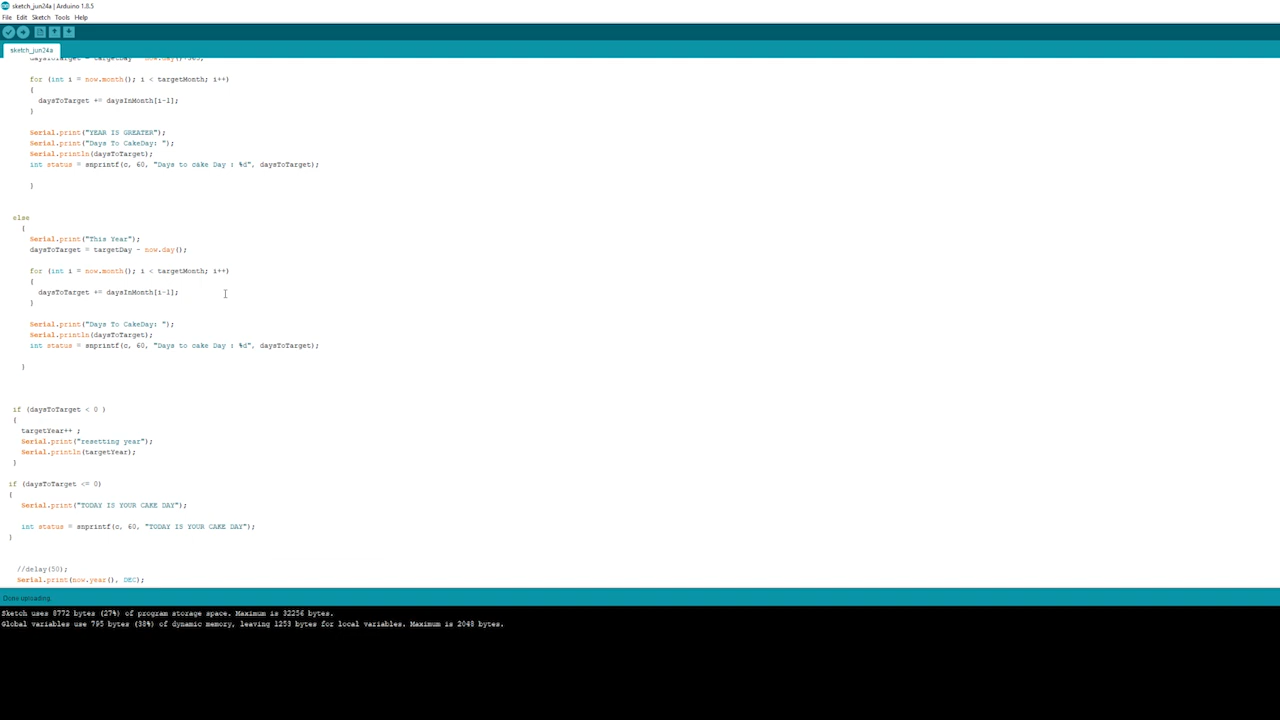 sketch_jun24a | Arduino 1.8.5
File Edit Sketch Tools Help
sketch_jun24a
for (int i = now.month(); i < targetMonth; i++)
{
daysToTarget += daysInMonth[i-1];
}
Serial.print("YEAR IS GREATER");
Serial.print("Days To CakeDay: ");
Serial.println(daysToTarget);
int status = snprintf(c, 60, "Days to cake Day : %d", daysToTarget);
}
else
{
Serial.print("This Year");
daysToTarget = targetDay - now.day();
for (int i = now.month(); i < targetMonth; i++)
{
daysToTarget += daysInMonth[i-1];
}
Serial.print("Days To CakeDay: ");
Serial.println(daysToTarget);
int status = snprintf(c, 60, "Days to cake Day : %d", daysToTarget);
}
if (daysToTarget < 0 )
{
targetYear++ ;
Serial.print("resetting year");
Serial.println(targetYear);
}
if (daysToTarget <= 0)
{
Serial.print("TODAY IS YOUR CAKE DAY");
int status = snprintf(c, 60, "TODAY IS YOUR CAKE DAY");
}
//delay(50);
Serial.print(now.year(), DEC);
Done uploading.
Sketch uses 8772 bytes (27%) of program storage space. Maximum is 32256 bytes.
Global variables use 795 bytes (38%) of dynamic memory, leaving 1253 bytes for local variables. Maximum is 2048 bytes.